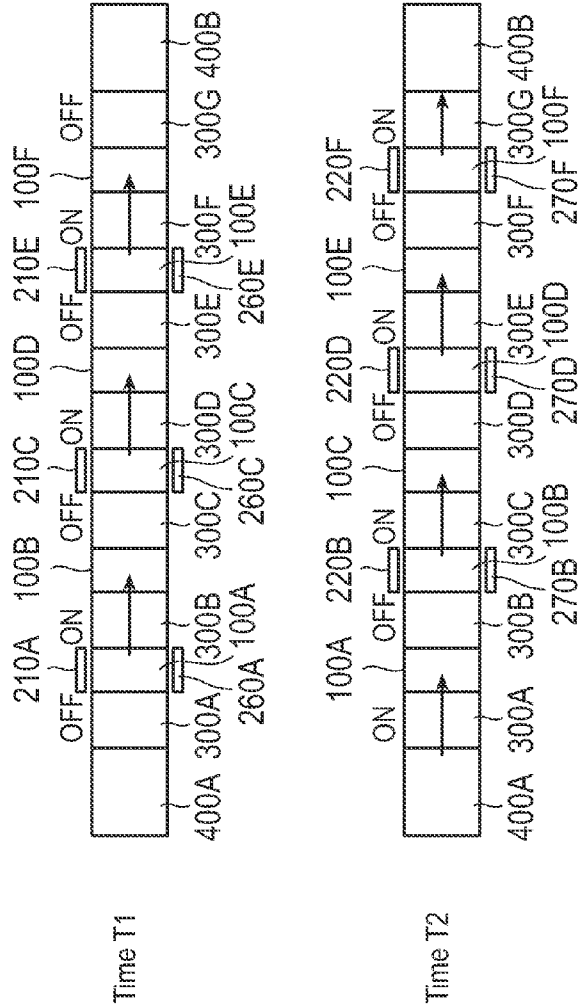 210A 100B 210C 100D 210E 100F
OFF ON OFF ON OFF ON OFF
Time T1
400A 300A 300B 100A 300C 300D 100C 300E 300F 100E 300G 400B
260A 260C 260E
100A 220B 100C 220D 100E 220F
ON OFF ON OFF ON OFF ON
Time T2
400A 300A 300B 300C 100B 300D 300E 100D 300F 300G 100F 400B
270B 270D 270F